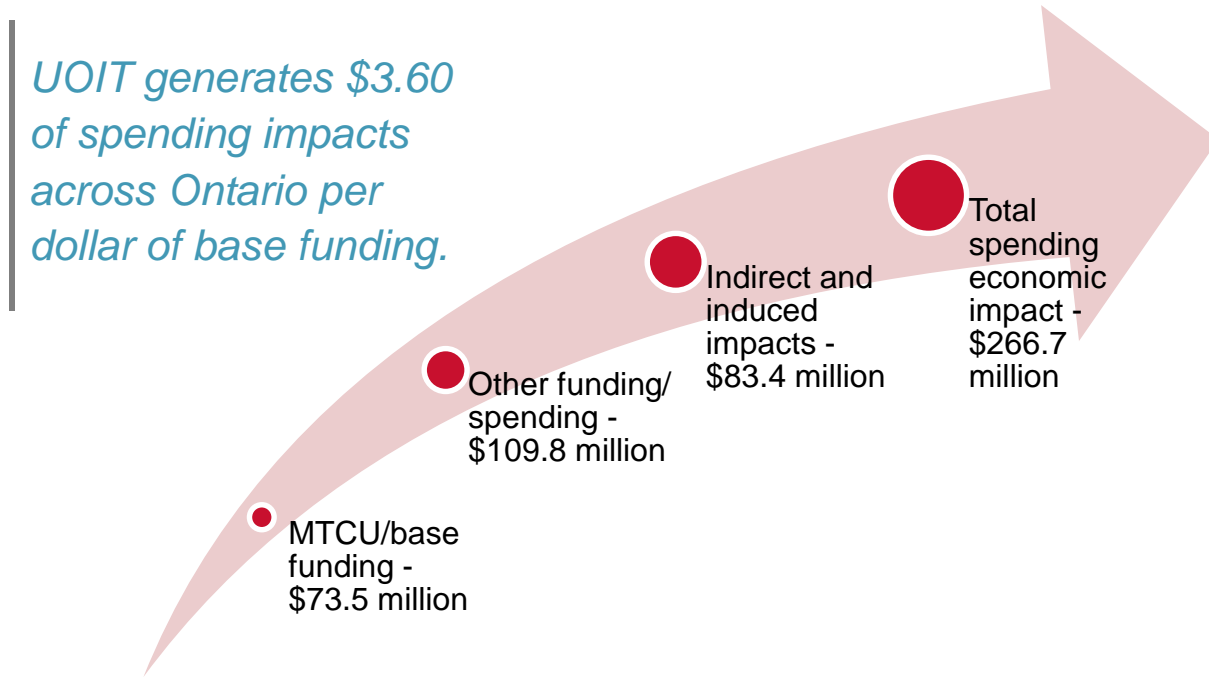 UOIT generates $3.60
of spending impacts
across Ontario per
dollar of base funding.
Total
spending
economic
impact -
$266.7
million
Indirect and
induced
impacts -
$83.4 million
Other funding/
spending -
$109.8 million
MTCU/base
funding -
$73.5 million